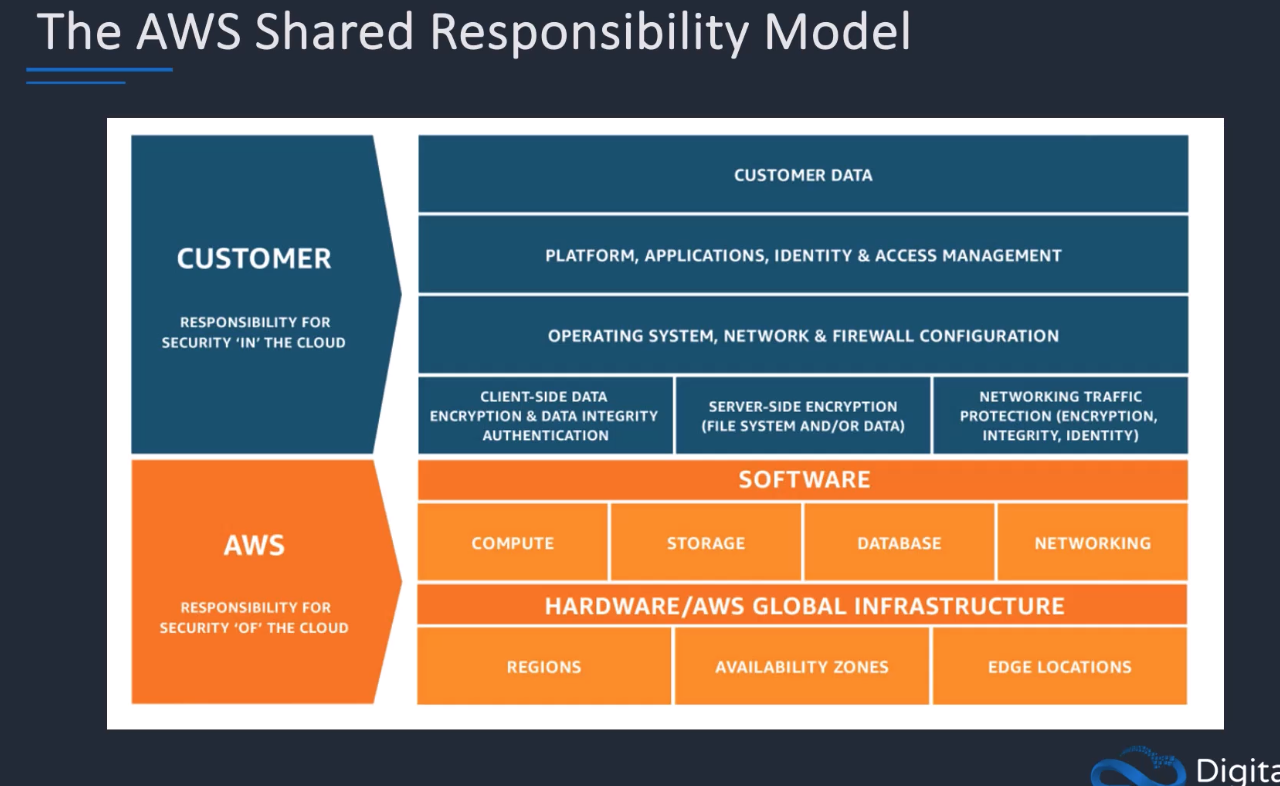 The AWS Shared Responsibility Model
CUSTOMER
RESPONSIBILITY FOR
SECURITY ‘IN’ THE CLOUD
CUSTOMER DATA
PLATFORM, APPLICATIONS, IDENTITY & ACCESS MANAGEMENT
OPERATING SYSTEM, NETWORK & FIREWALL CONFIGURATION
CLIENT-SIDE DATA
ENCRYPTION & DATA INTEGRITY
AUTHENTICATION
SERVER-SIDE ENCRYPTION
(FILE SYSTEM AND/OR DATA)
NETWORKING TRAFFIC
PROTECTION (ENCRYPTION,
INTEGRITY, IDENTITY)
AWS
RESPONSIBILITY FOR
SECURITY ‘OF’ THE CLOUD
SOFTWARE
COMPUTE
STORAGE
DATABASE
NETWORKING
HARDWARE/AWS GLOBAL INFRASTRUCTURE
REGIONS
AVAILABILITY ZONES
EDGE LOCATIONS